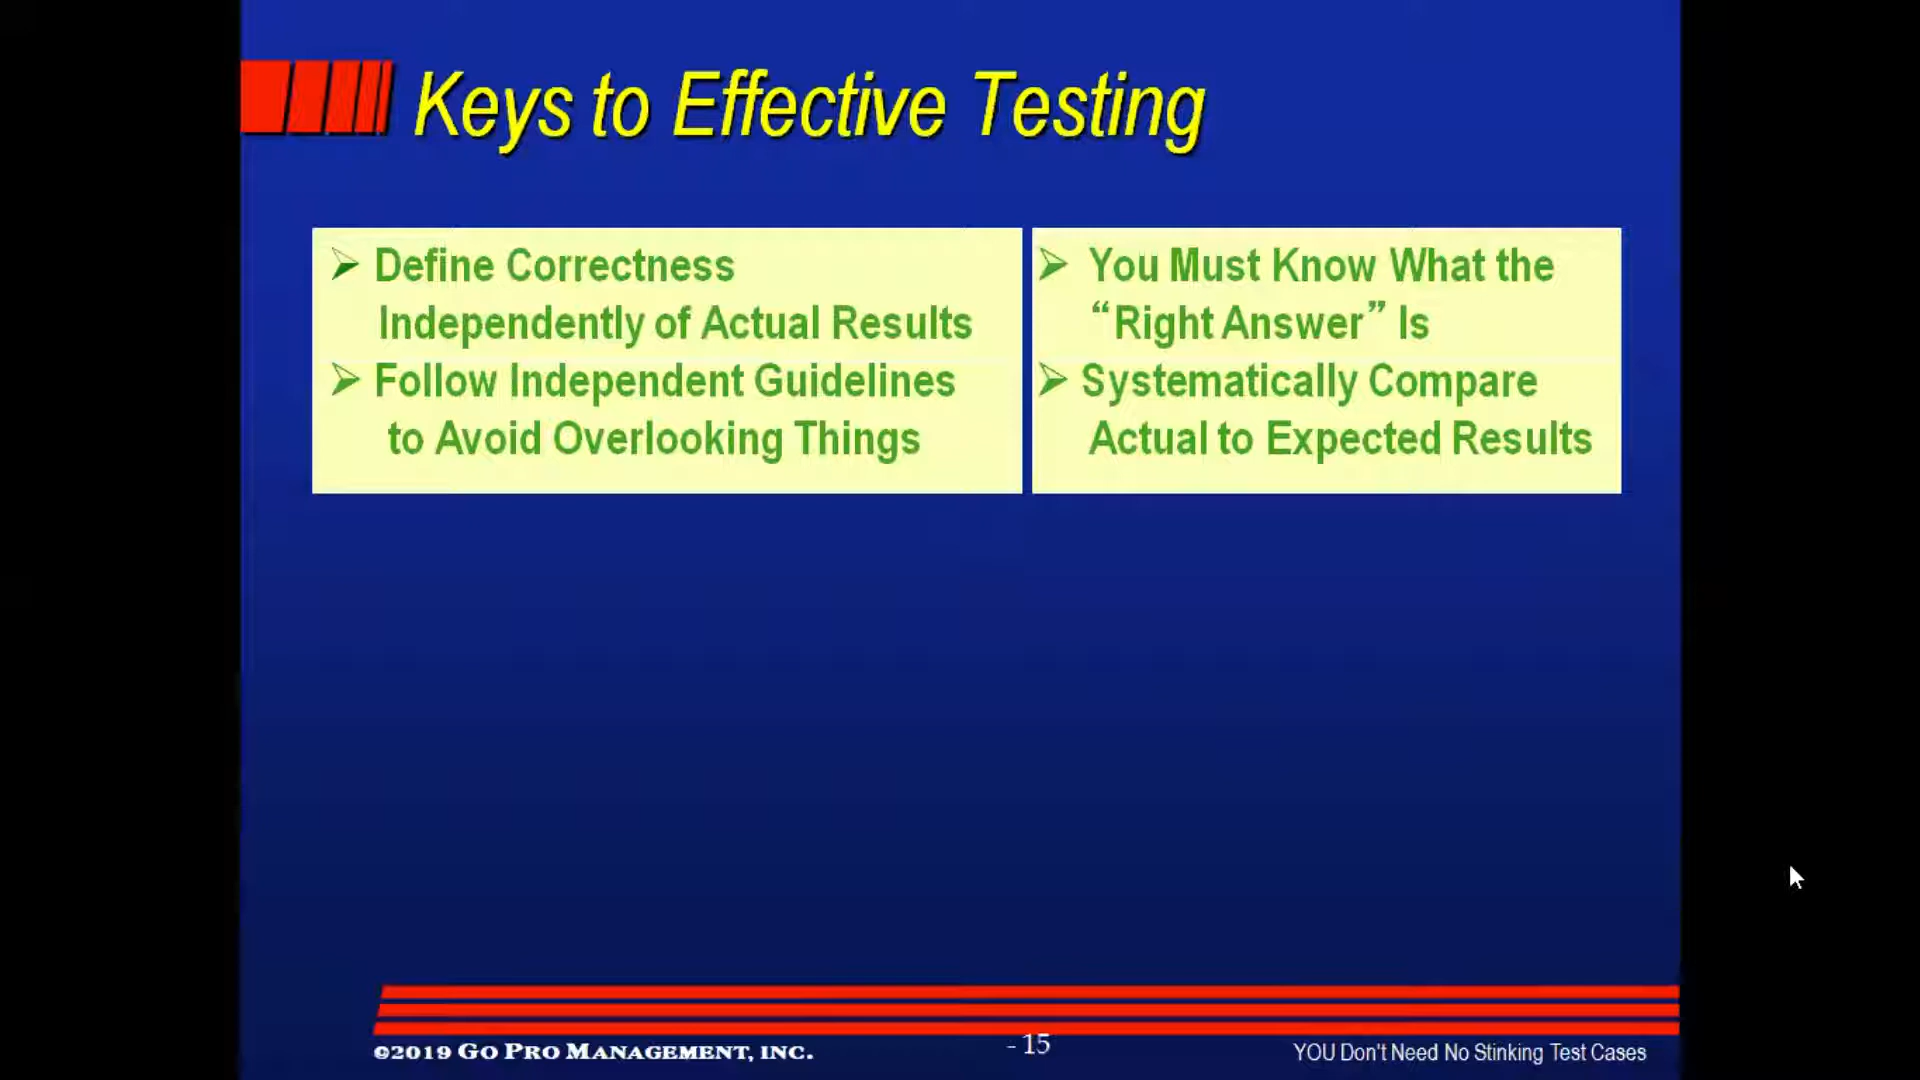 Keys to Effective Testing
➢ Define Correctness
Independently of Actual Results
➢ Follow Independent Guidelines
to Avoid Overlooking Things
➢ You Must Know What the
“Right Answer” Is
➢ Systematically Compare
Actual to Expected Results
©2019 GO PRO MANAGEMENT, INC.
- 15
YOU Don't Need No Stinking Test Cases